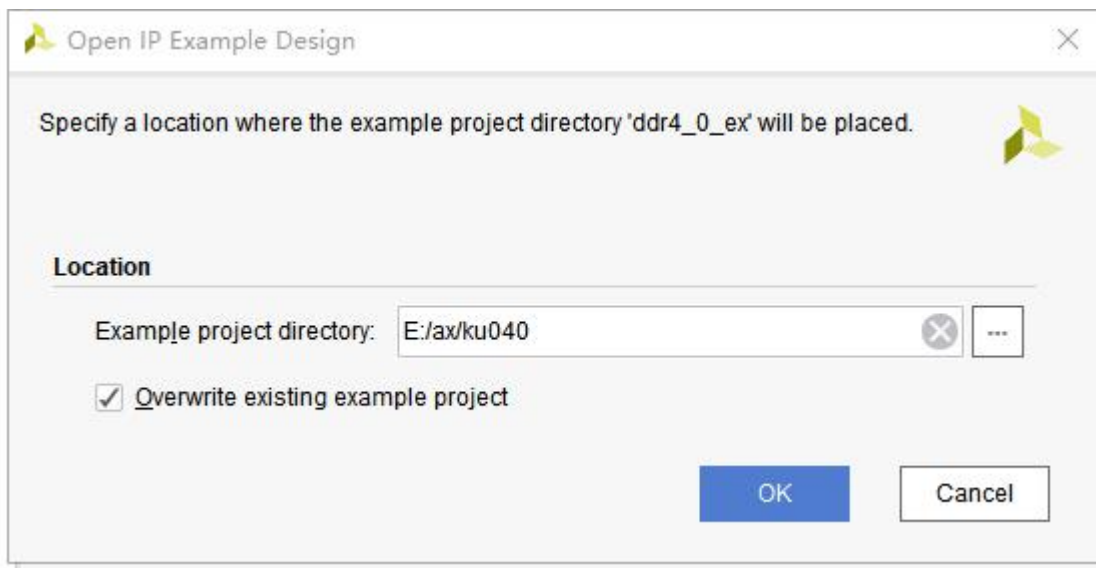 Open IP Example Design
Specify a location where the example project directory 'ddr4_0_ex' will be placed.
Location
Example project directory: E:/ax/ku040 ...
Overwrite existing example project
OK Cancel